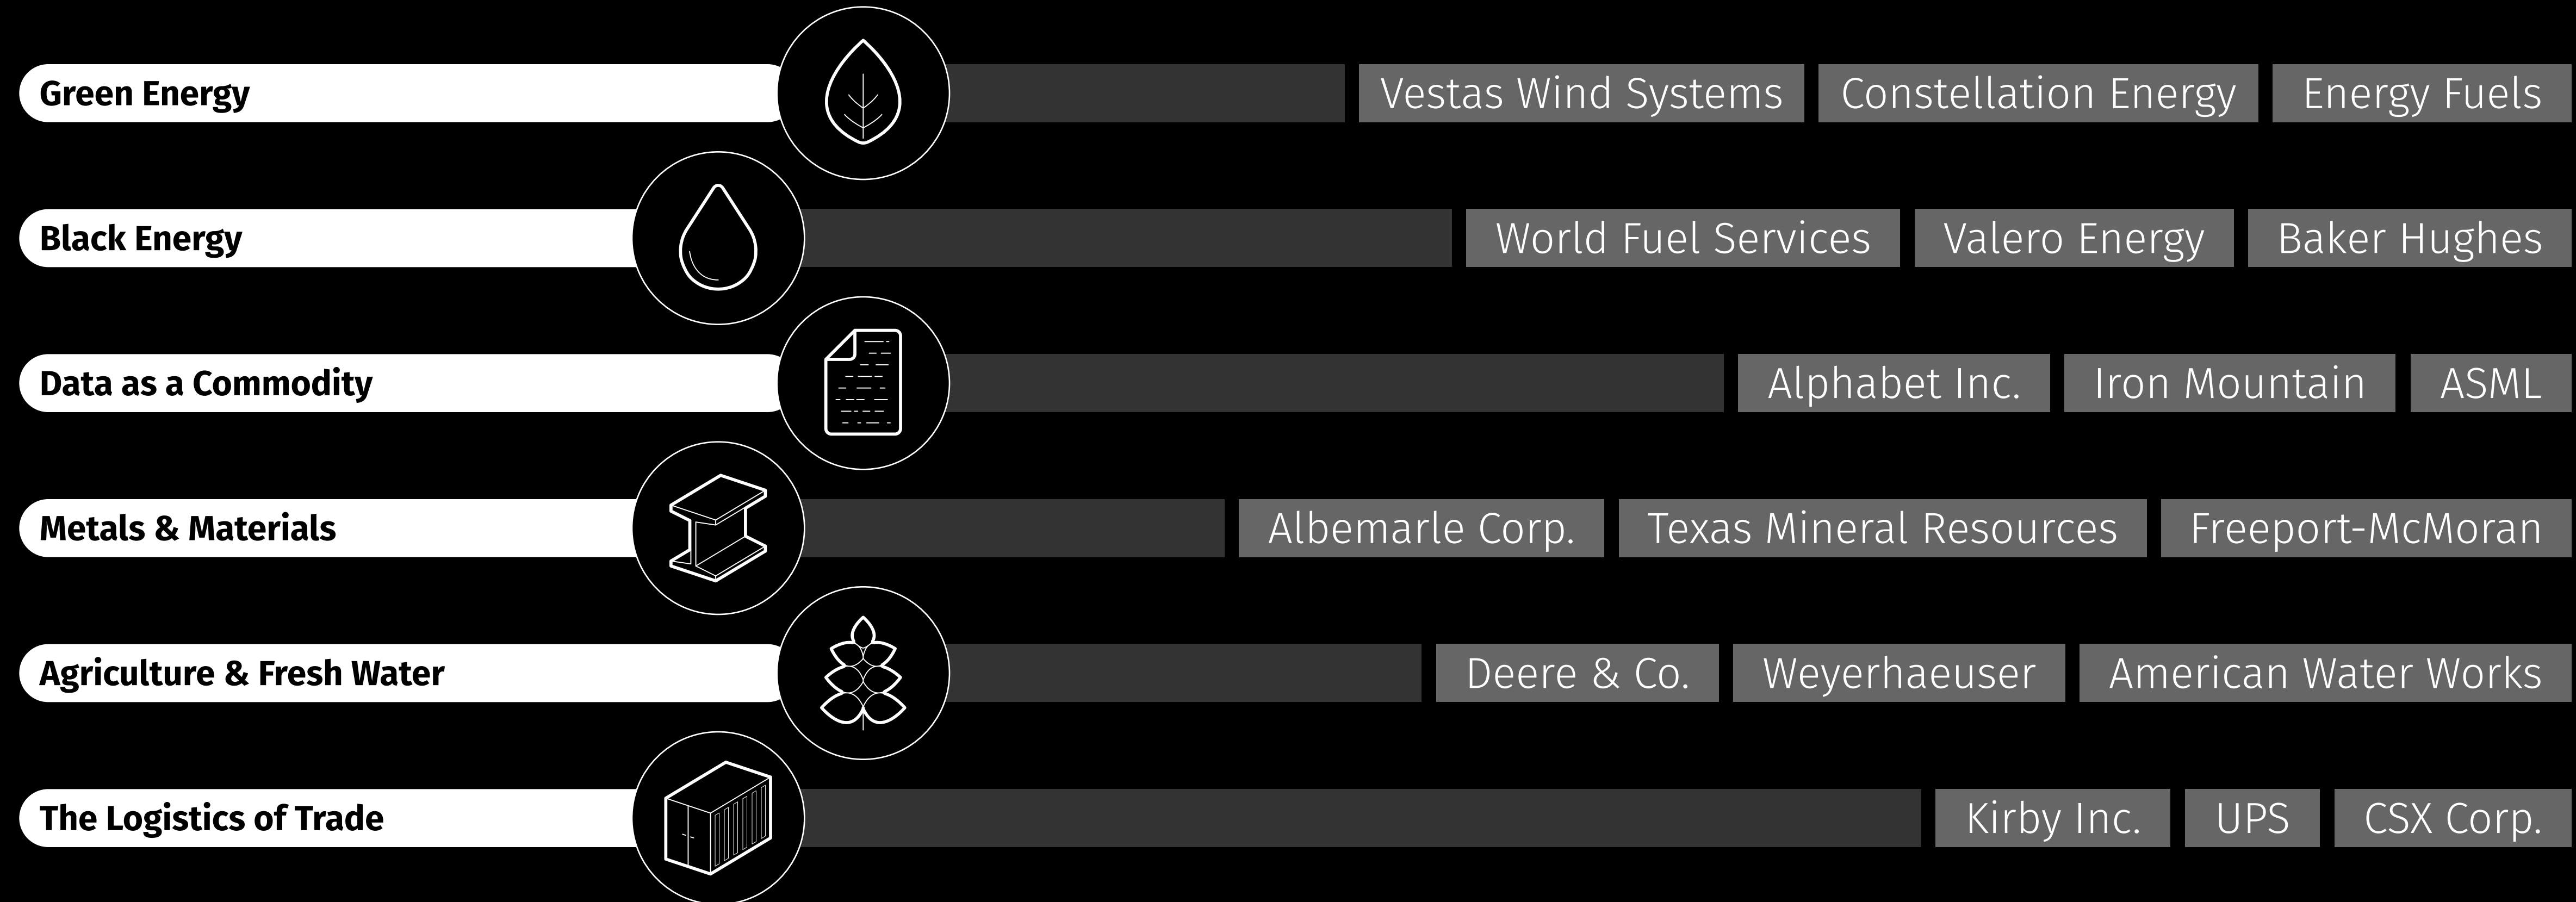 Green Energy Vestas Wind Systems Constellation Energy Energy Fuels
Black Energy World Fuel Services Valero Energy Baker Hughes
Data as a Commodity Alphabet Inc. Iron Mountain ASML
Metals & Materials Albemarle Corp. Texas Mineral Resources Freeport-McMoran
Agriculture & Fresh Water Deere & Co. Weyerhaeuser American Water Works
The Logistics of Trade Kirby Inc. UPS CSX Corp.